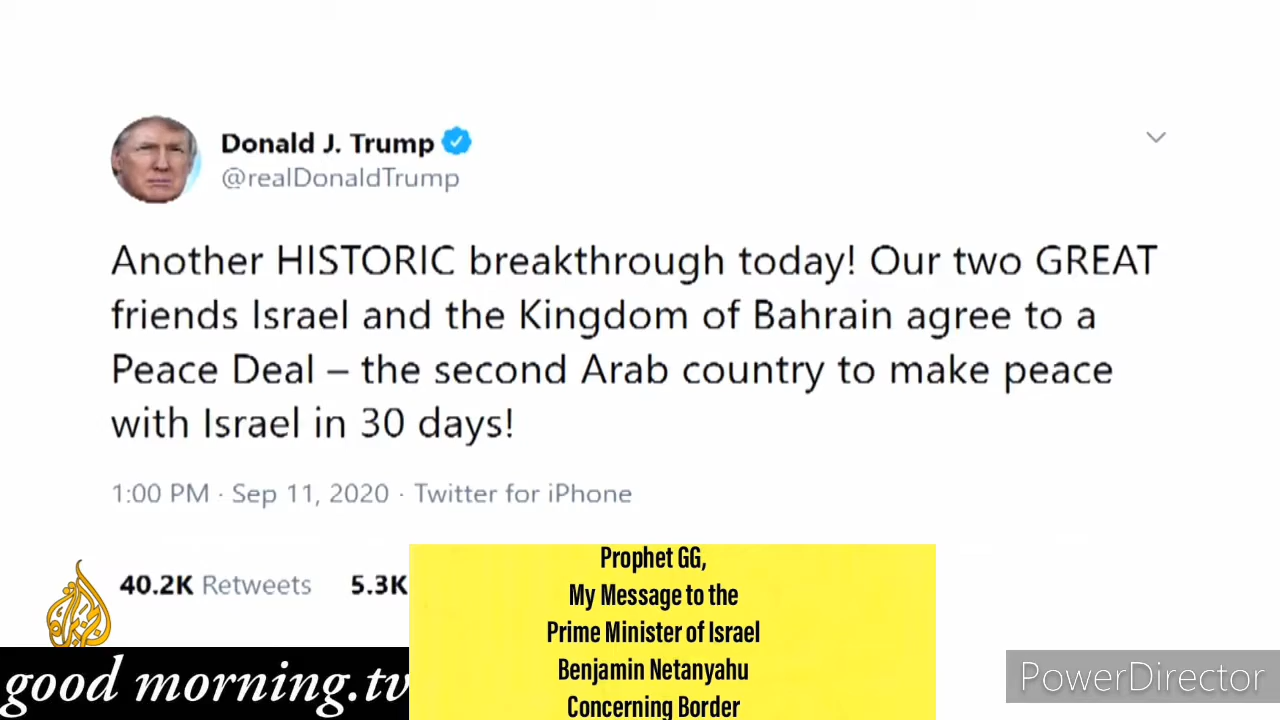 Donald J. Trump
@realDonaldTrump
Another HISTORIC breakthrough today! Our two GREAT
friends Israel and the Kingdom of Bahrain agree to a
Peace Deal – the second Arab country to make peace
with Israel in 30 days!
1:00 PM · Sep 11, 2020 · Twitter for iPhone
40.2K Retweets 5.3K
Prophet GG,
My Message to the
Prime Minister of Israel
Benjamin Netanyahu
Concerning Border
good morning.tv
PowerDirector